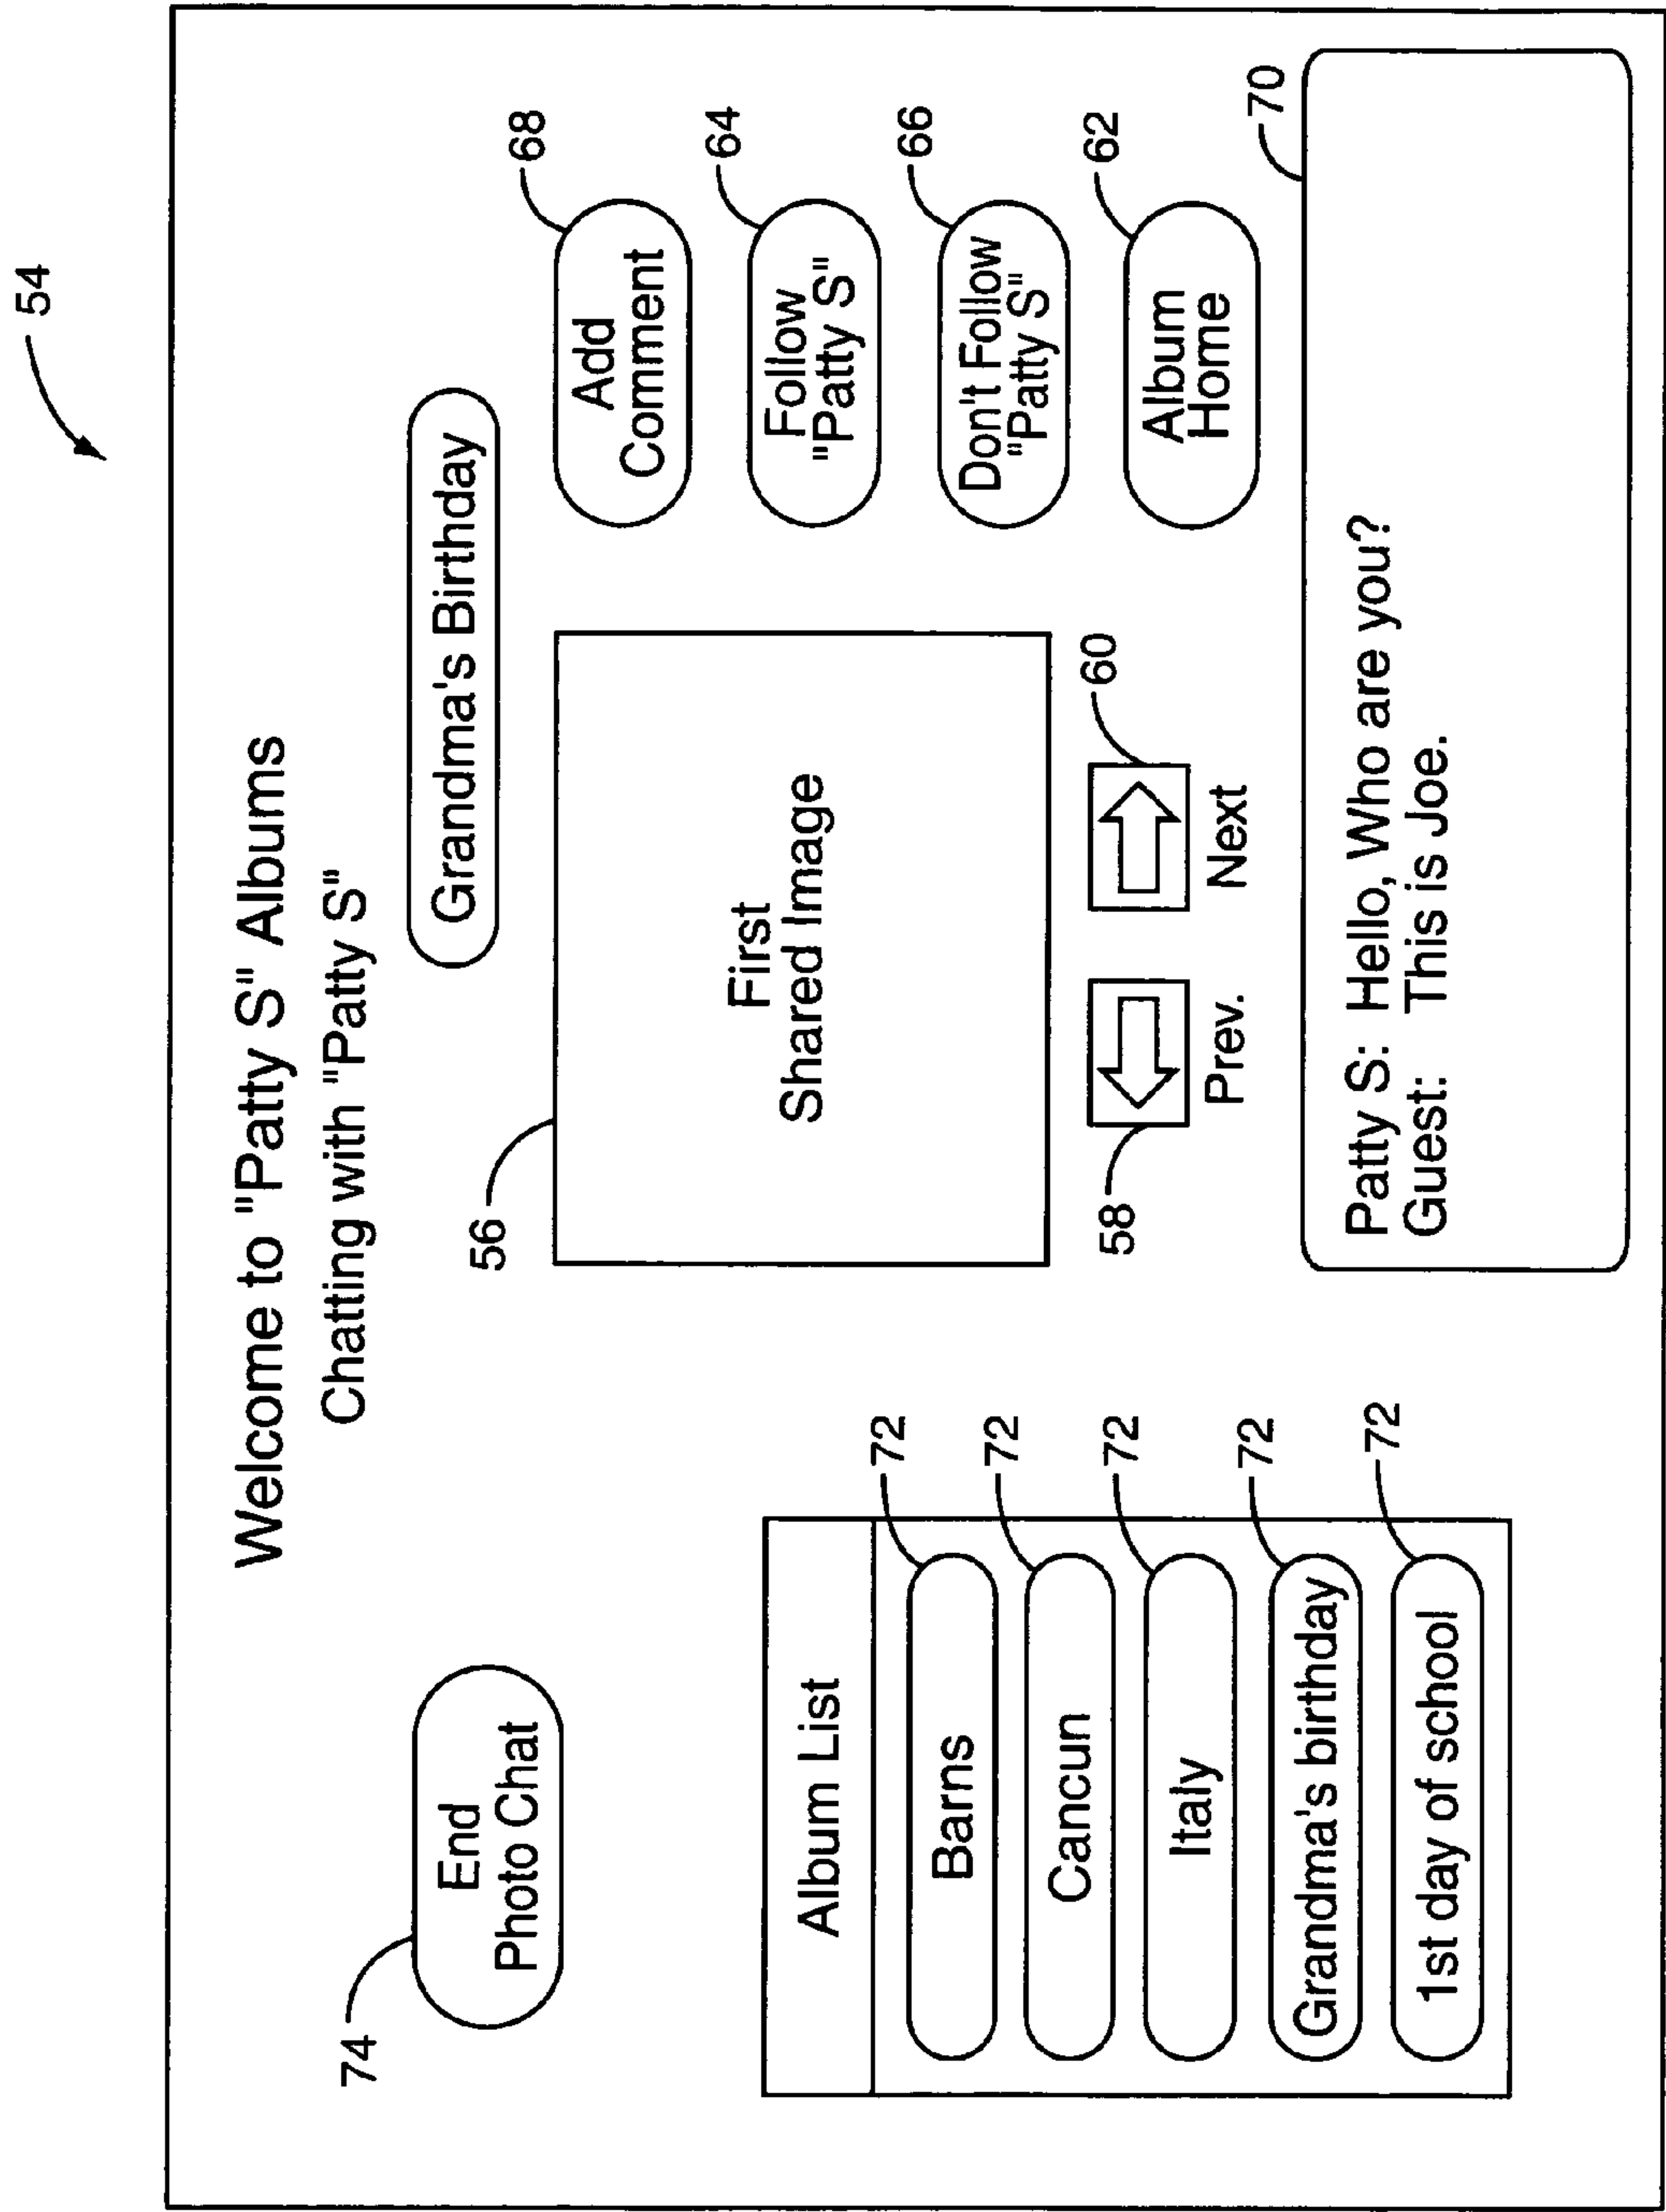 54
Welcome to "Patty S" Albums
Chatting with "Patty S"
74
End
Photo Chat
Grandma's Birthday
Album List
Barns
72
Cancun
72
Italy
72
Grandma's birthday
72
1st day of school
72
56
First
Shared Image
58
Prev.
60
Next
68
Add
Comment
64
Follow
"Patty S"
66
Don't Follow
"Patty S"
62
Album
Home
70
Patty S: Hello, Who are you?
Guest: This is Joe.